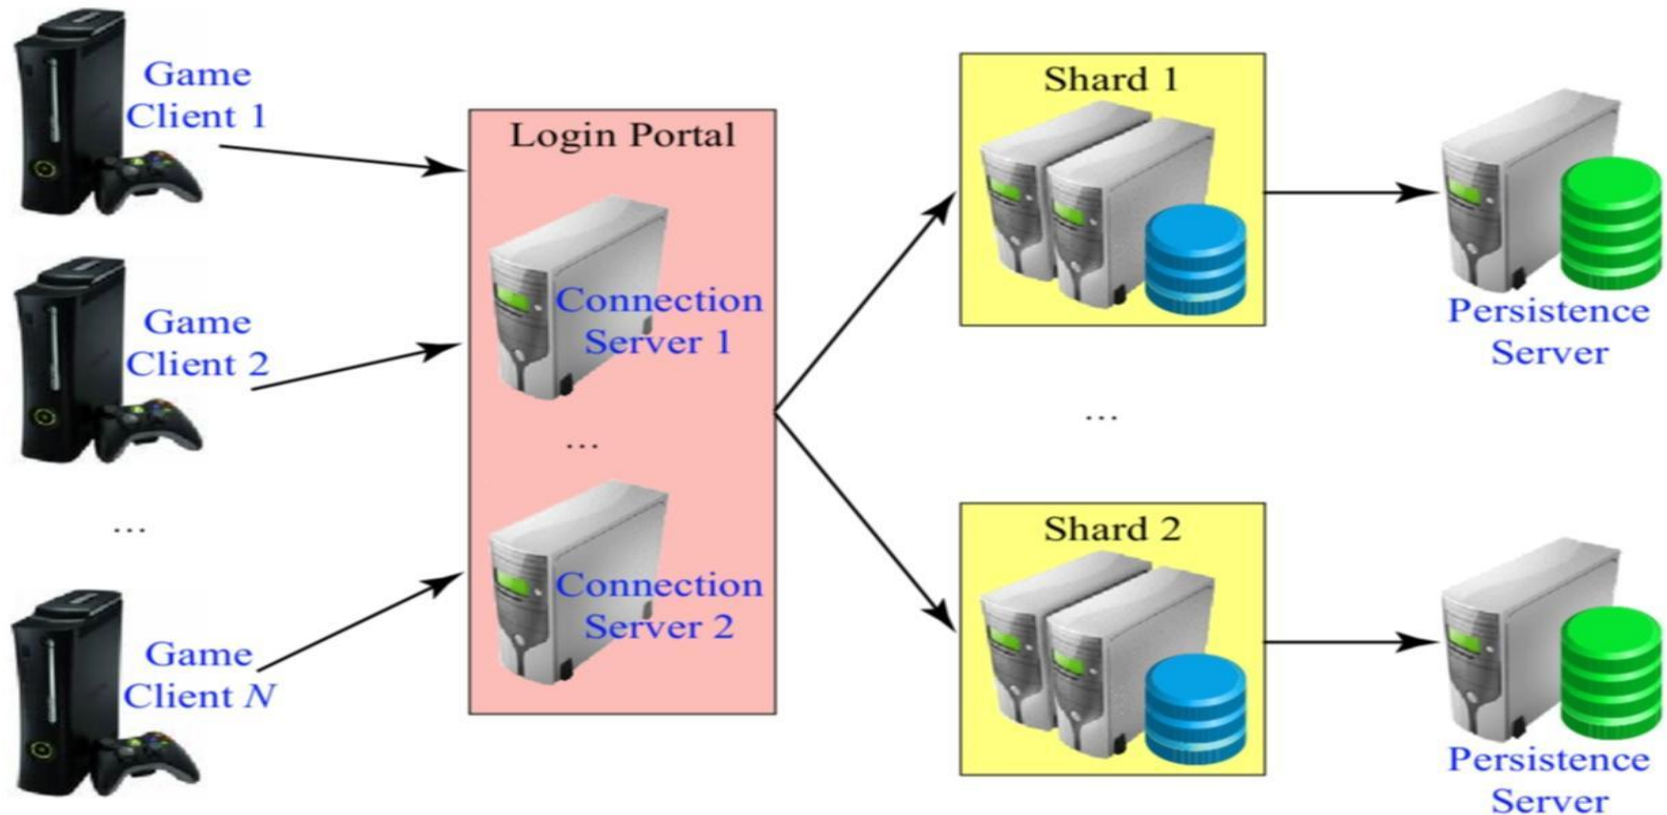 Game
Client 1
Game
Client 2
...
Game
Client N
Login Portal
Connection
Server 1
...
Connection
Server 2
Shard 1
...
Shard 2
Persistence
Server
Persistence
Server